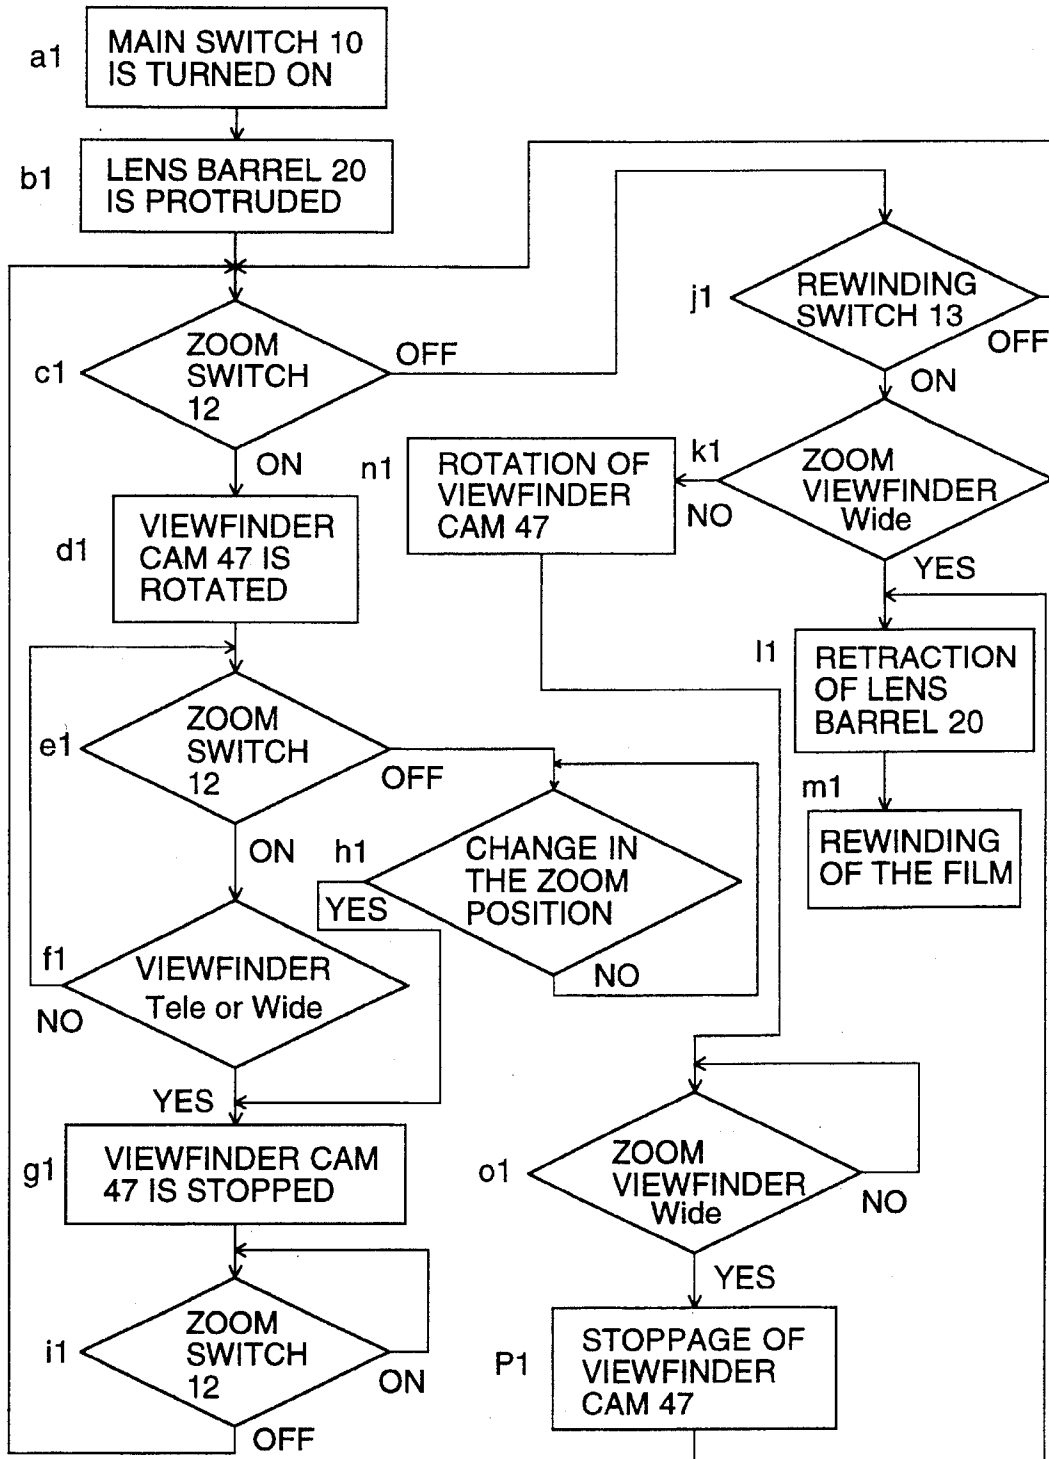 a1
MAIN SWITCH 10
IS TURNED ON
b1
LENS BARREL 20
IS PROTRUDED
c1
ZOOM
SWITCH
12
OFF
ON
d1
VIEWFINDER
CAM 47 IS
ROTATED
e1
ZOOM
SWITCH
12
OFF
ON
f1
VIEWFINDER
Tele or Wide
NO
YES
g1
VIEWFINDER CAM
47 IS STOPPED
h1
CHANGE IN
THE ZOOM
POSITION
YES
NO
i1
ZOOM
SWITCH
12
ON
OFF
j1
REWINDING
SWITCH 13
OFF
ON
k1
ZOOM
VIEWFINDER
Wide
NO
YES
l1
RETRACTION
OF LENS
BARREL 20
m1
REWINDING
OF THE FILM
n1
ROTATION OF
VIEWFINDER
CAM 47
o1
ZOOM
VIEWFINDER
Wide
NO
YES
P1
STOPPAGE OF
VIEWFINDER
CAM 47